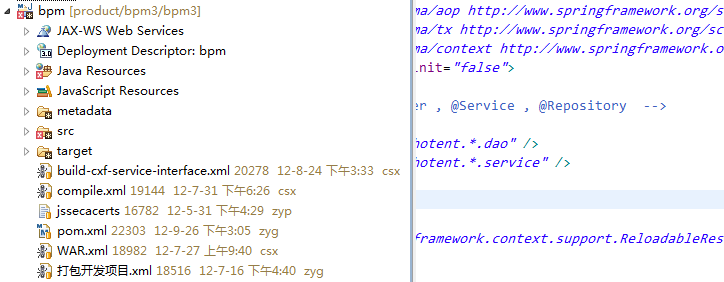 bpm [product/bpm3/bpm3]
JAX-WS Web Services
Deployment Descriptor: bpm
Java Resources
JavaScript Resources
metadata
src
target
build-cxf-service-interface.xml 20278 12-8-24 下午3:33 csx
compile.xml 19144 12-7-31 下午6:26 csx
jssecacerts 16782 12-5-31 下午4:29 zyp
pom.xml 22303 12-9-26 下午3:05 zyg
WAR.xml 18982 12-7-27 上午9:40 csx
打包开发项目.xml 18516 12-7-16 下午4:40 zyg
ma/aop http://www.springframework.org/s
ma/tx http://www.springframework.org/sc
ma/context http://www.springframework.o
init="false">
er , @Service , @Repository -->
hotent.*.dao" />
hotent.*.service" />
framework.context.support.ReloadableRes